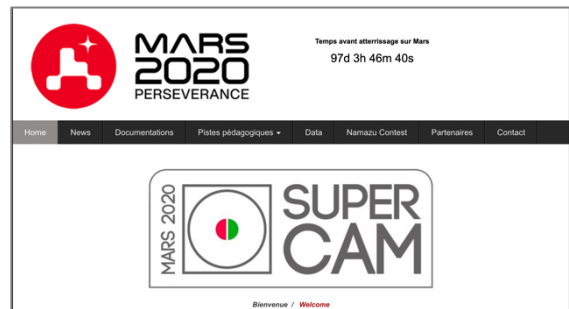 MARS
2020
PERSEVERANCE
Temps avant atterrissage sur Mars
97d 3h 46m 40s
Home News Documentations Pistes pédagogiques Data Namazu Contest Partenaires Contact
MARS 2020
SUPER
CAM
Bienvenue / Welcome